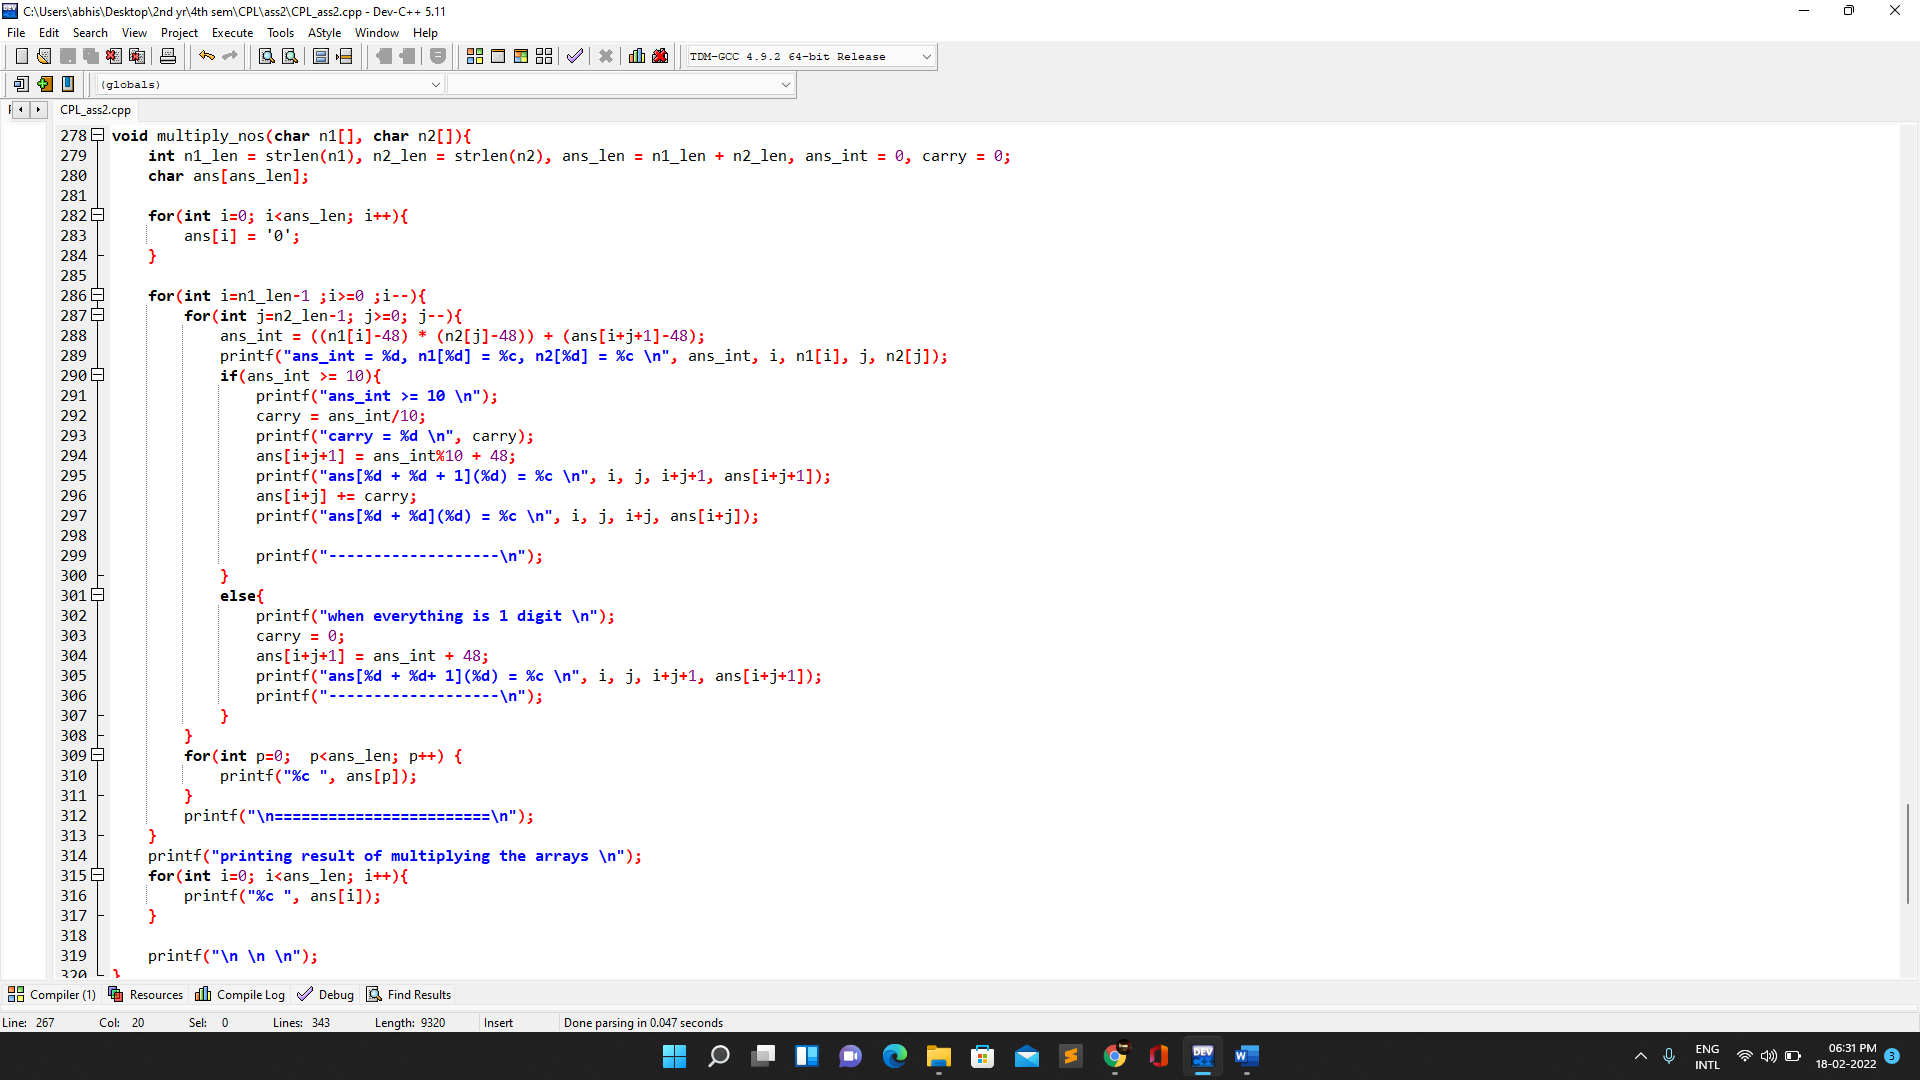 C:\Users\abhis\Desktop\2nd yr\4th sem\CPL\ass2\CPL_ass2.cpp - Dev-C++ 5.11
File Edit Search View Project Execute Tools AStyle Window Help
TDM-GCC 4.9.2 64-bit Release
(globals)
CPL_ass2.cpp
278 void multiply_nos(char n1[], char n2[]){
279     int n1_len = strlen(n1), n2_len = strlen(n2), ans_len = n1_len + n2_len, ans_int = 0, carry = 0;
280     char ans[ans_len];
281
282     for(int i=0; i<ans_len; i++){
283         ans[i] = '0';
284     }
285
286     for(int i=n1_len-1 ;i>=0 ;i--){
287         for(int j=n2_len-1; j>=0; j--){
288             ans_int = ((n1[i]-48) * (n2[j]-48)) + (ans[i+j+1]-48);
289             printf("ans_int = %d, n1[%d] = %c, n2[%d] = %c \n", ans_int, i, n1[i], j, n2[j]);
290             if(ans_int >= 10){
291                 printf("ans_int >= 10 \n");
292                 carry = ans_int/10;
293                 printf("carry = %d \n", carry);
294                 ans[i+j+1] = ans_int%10 + 48;
295                 printf("ans[%d + %d + 1](%d) = %c \n", i, j, i+j+1, ans[i+j+1]);
296                 ans[i+j] += carry;
297                 printf("ans[%d + %d](%d) = %c \n", i, j, i+j, ans[i+j]);
298
299                 printf("-------------------\n");
300             }
301             else{
302                 printf("when everything is 1 digit \n");
303                 carry = 0;
304                 ans[i+j+1] = ans_int + 48;
305                 printf("ans[%d + %d+ 1](%d) = %c \n", i, j, i+j+1, ans[i+j+1]);
306                 printf("-------------------\n");
307             }
308         }
309         for(int p=0;  p<ans_len; p++) {
310             printf("%c ", ans[p]);
311         }
312         printf("\n========================\n");
313     }
314     printf("printing result of multiplying the arrays \n");
315     for(int i=0; i<ans_len; i++){
316         printf("%c ", ans[i]);
317     }
318
319     printf("\n \n \n");
320 }
Compiler (1) Resources Compile Log Debug Find Results
Line: 267 Col: 20 Sel: 0 Lines: 343 Length: 9320 Insert Done parsing in 0.047 seconds
DEV
W
ENG
INTL
06:31 PM
18-02-2022
3